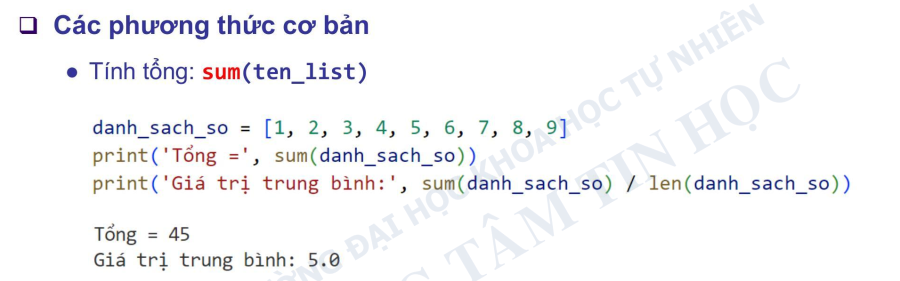 ❑ Các phương thức cơ bản
• Tính tổng: sum(ten_list)
danh_sach_so = [1, 2, 3, 4, 5, 6, 7, 8, 9]
print('Tổng =', sum(danh_sach_so))
print('Giá trị trung bình:', sum(danh_sach_so) / len(danh_sach_so))
Tổng = 45
Giá trị trung bình: 5.0
ĐẠI HỌC KHOA HỌC TỰ NHIÊN
TÂM TIN HỌC